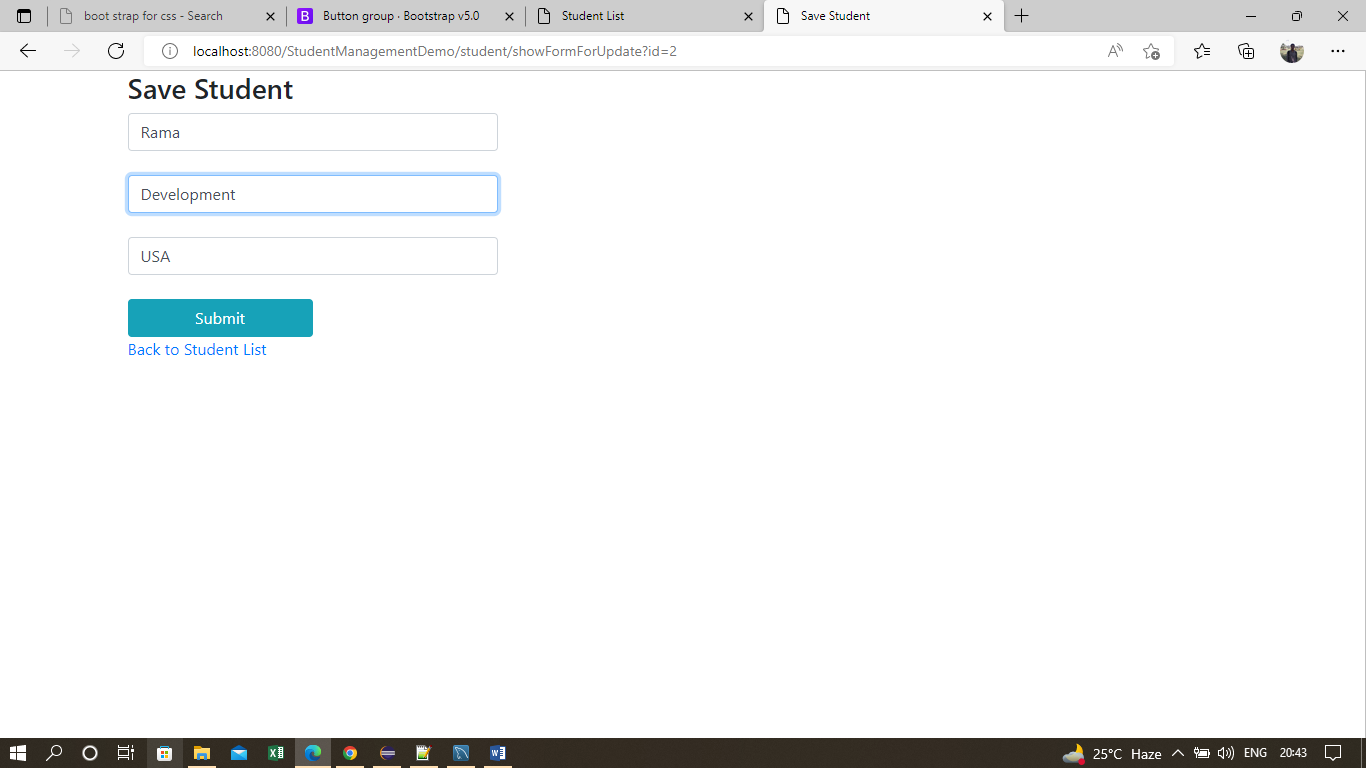 boot strap for css - Search
Button group · Bootstrap v5.0
Student List
Save Student
localhost:8080/StudentManagementDemo/student/showFormForUpdate?id=2
Save Student
Rama
Development
USA
Submit
Back to Student List
25°C Haze
ENG
20:43